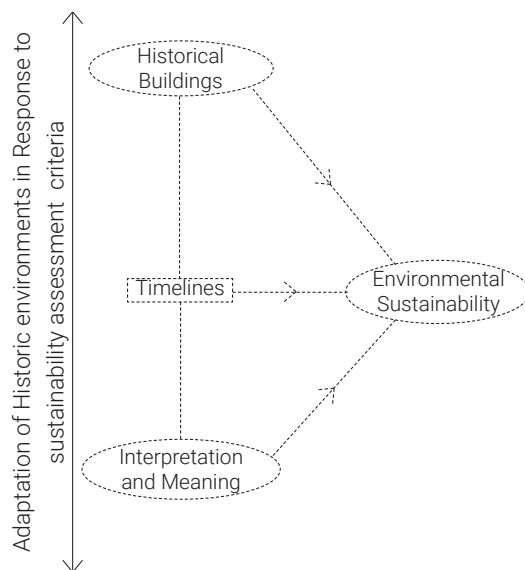 Adaptation of Historic environments in Response to
sustainability assessment criteria
Historical
Buildings
Timelines
Environmental
Sustainability
Interpretation
and Meaning